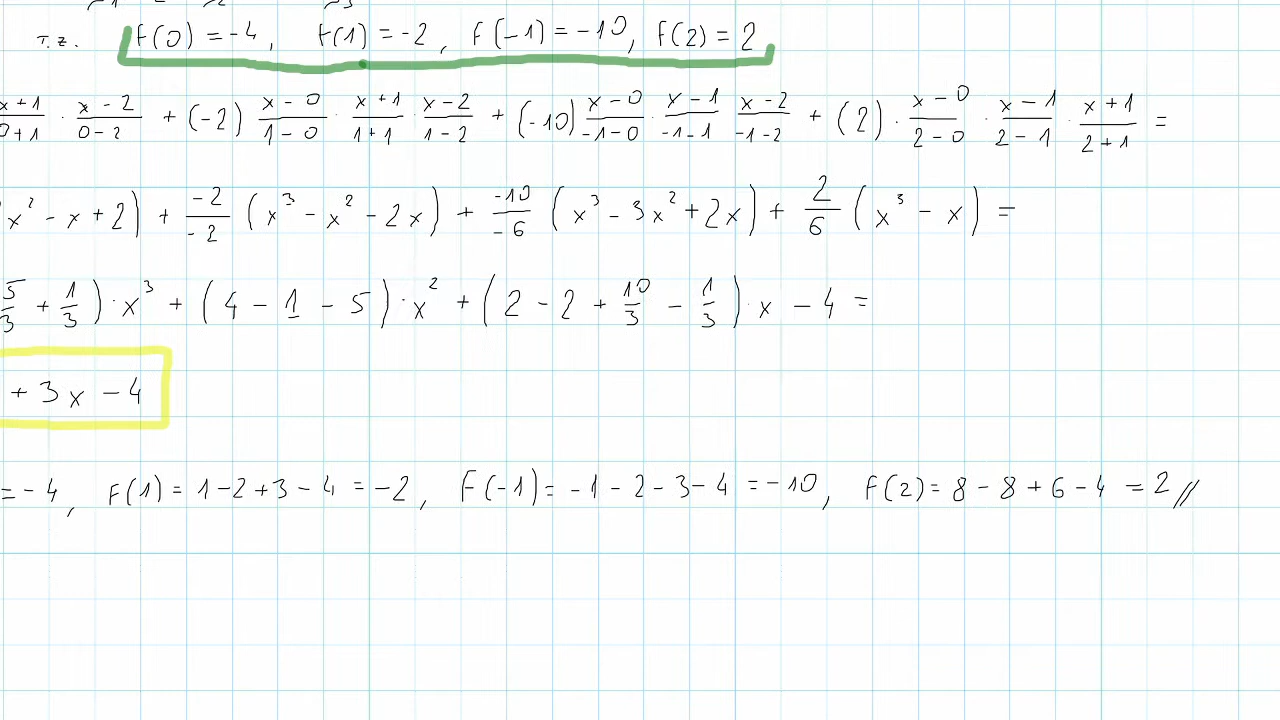 т.z. F(0) = -4, F(1) = -2, F(-1) = -10, F(2) = 2
x+1/0+1 · x-2/0-2 + (-2) x-0/1-0 · x+1/1+1 · x-2/1-2 + (-10) x-0/-1-0 · x-1/-1-1 · x-2/-1-2 + (2) · x-0/2-0 · x-1/2-1 · x+1/2+1 =
x² - x + 2) + -2/-2 (x³ - x² - 2x) + -10/-6 (x³ - 3x² + 2x) + 2/6 (x³ - x) =
5/3 + 1/3) · x³ + (4 - 1 - 5) · x² + (2 - 2 + 10/3 - 1/3) · x - 4 =
+ 3x - 4
= -4, F(1) = 1 - 2 + 3 - 4 = -2, F(-1) = -1 - 2 - 3 - 4 = -10, F(2) = 8 - 8 + 6 - 4 = 2 //